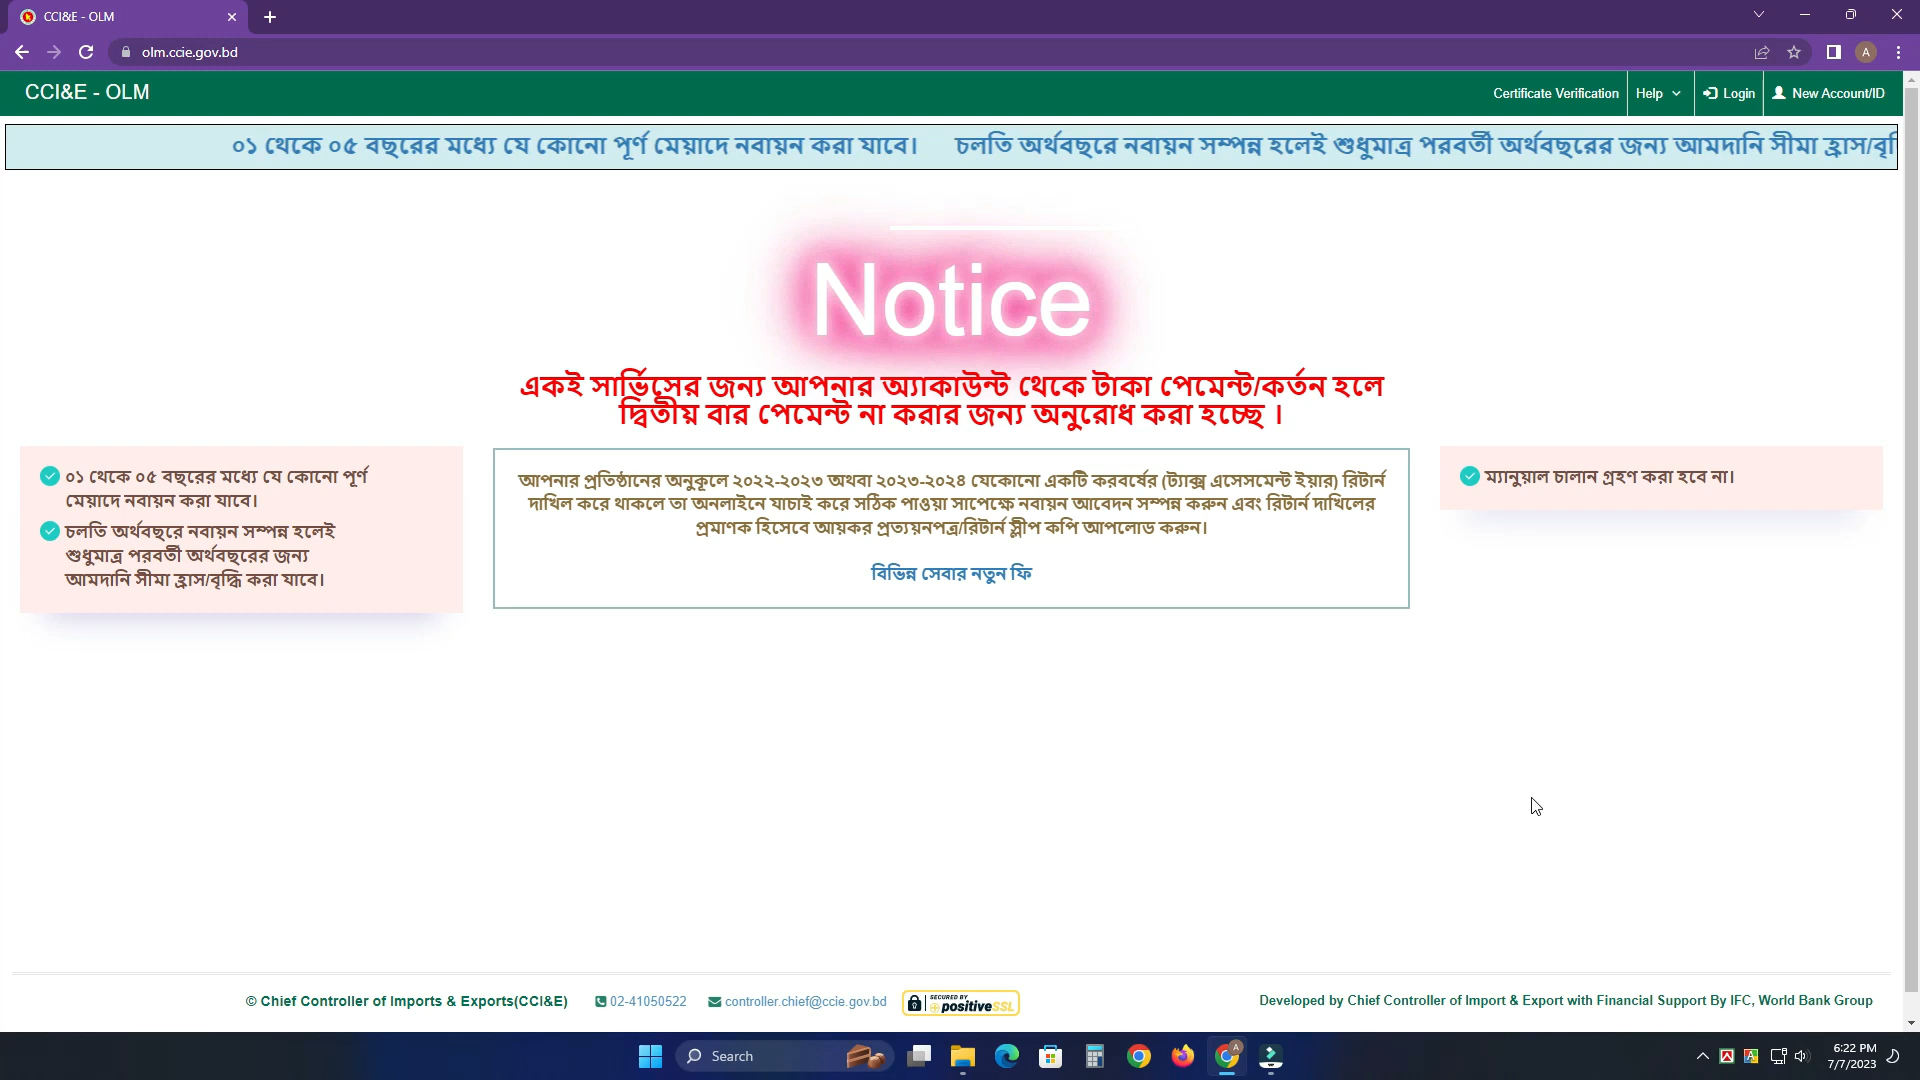 CCI&E - OLM
olm.ccie.gov.bd
A
CCI&E - OLM
Certificate Verification
Help
Login
New Account/ID
০১ থেকে ০৫ বছরের মধ্যে যে কোনো পূর্ণ মেয়াদে নবায়ন করা যাবে।
চলতি অর্থবছরে নবায়ন সম্পন্ন হলেই শুধুমাত্র পরবর্তী অর্থবছরের জন্য আমদানি সীমা হ্রাস/বৃ
Notice
একই সার্ভিসের জন্য আপনার অ্যাকাউন্ট থেকে টাকা পেমেন্ট/কর্তন হলে
দ্বিতীয় বার পেমেন্ট না করার জন্য অনুরোধ করা হচ্ছে ।
০১ থেকে ০৫ বছরের মধ্যে যে কোনো পূর্ণ
মেয়াদে নবায়ন করা যাবে।
চলতি অর্থবছরে নবায়ন সম্পন্ন হলেই
শুধুমাত্র পরবর্তী অর্থবছরের জন্য
আমদানি সীমা হ্রাস/বৃদ্ধি করা যাবে।
আপনার প্রতিষ্ঠানের অনুকূলে ২০২২-২০২৩ অথবা ২০২৩-২০২৪ যেকোনো একটি করবর্ষের (ট্যাক্স এসেসমেন্ট ইয়ার) রিটার্ন
দাখিল করে থাকলে তা অনলাইনে যাচাই করে সঠিক পাওয়া সাপেক্ষে নবায়ন আবেদন সম্পন্ন করুন এবং রিটার্ন দাখিলের
প্রমাণক হিসেবে আয়কর প্রত্যয়নপত্র/রিটার্ন স্লীপ কপি আপলোড করুন।
বিভিন্ন সেবার নতুন ফি
ম্যানুয়াল চালান গ্রহণ করা হবে না।
© Chief Controller of Imports & Exports(CCI&E)
02-41050522
controller.chief@ccie.gov.bd
SECURED BY
positiveSSL
Developed by Chief Controller of Import & Export with Financial Support By IFC, World Bank Group
Search
A
6:22 PM
7/7/2023